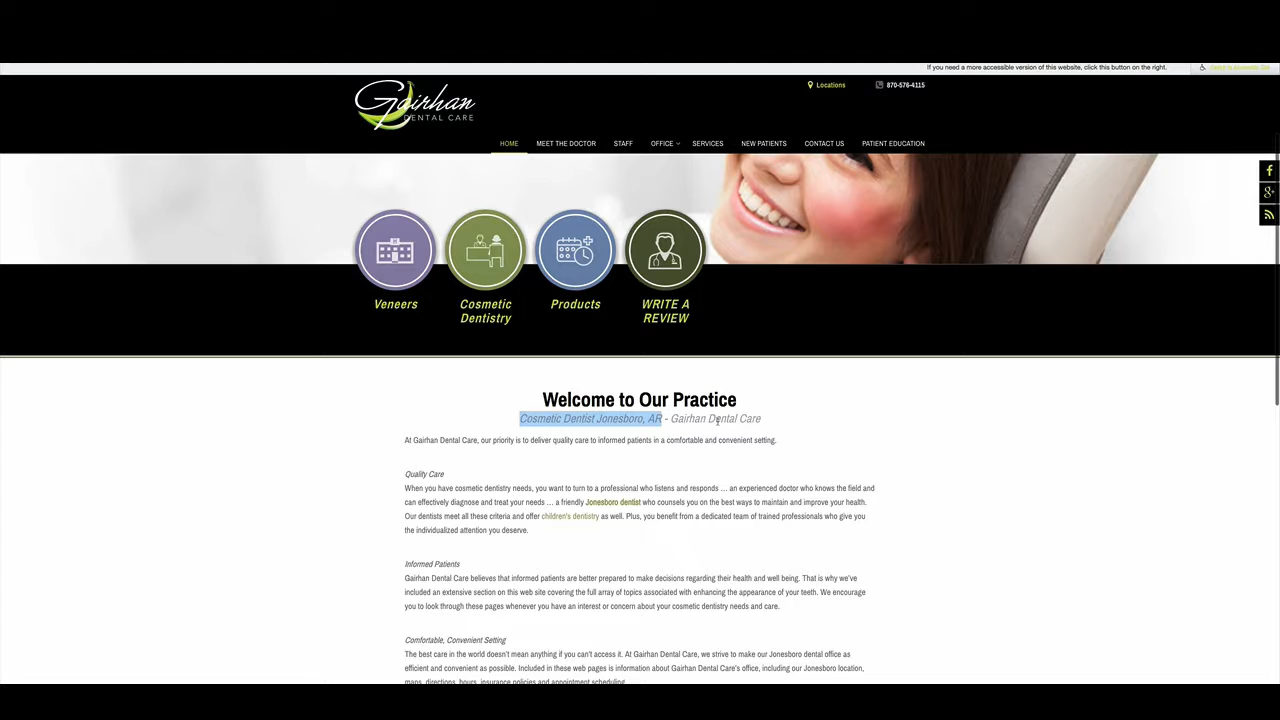 If you need a more accessible version of this website, click this button on the right.
Gairhan
DENTAL CARE
Locations
870-576-4115
HOME MEET THE DOCTOR STAFF OFFICE SERVICES NEW PATIENTS CONTACT US PATIENT EDUCATION
Veneers
Cosmetic
Dentistry
Products
WRITE A
REVIEW
Welcome to Our Practice
Cosmetic Dentist Jonesboro, AR - Gairhan Dental Care
At Gairhan Dental Care, our priority is to deliver quality care to informed patients in a comfortable and convenient setting.
Quality Care
When you have cosmetic dentistry needs, you want to turn to a professional who listens and responds … an experienced doctor who knows the field and
can effectively diagnose and treat your needs … a friendly Jonesboro dentist who counsels you on the best ways to maintain and improve your health.
Our dentists meet all these criteria and offer children's dentistry as well. Plus, you benefit from a dedicated team of trained professionals who give you
the individualized attention you deserve.
Informed Patients
Gairhan Dental Care believes that informed patients are better prepared to make decisions regarding their health and well being. That is why we've
included an extensive section on this web site covering the full array of topics associated with enhancing the appearance of your teeth. We encourage
you to look through these pages whenever you have an interest or concern about your cosmetic dentistry needs and care.
Comfortable, Convenient Setting
The best care in the world doesn't mean anything if you can't access it. At Gairhan Dental Care, we strive to make our Jonesboro dental office as
efficient and convenient as possible. Included in these web pages is information about Gairhan Dental Care's office, including our Jonesboro location,
maps, directions, hours, insurance policies and appointment scheduling.